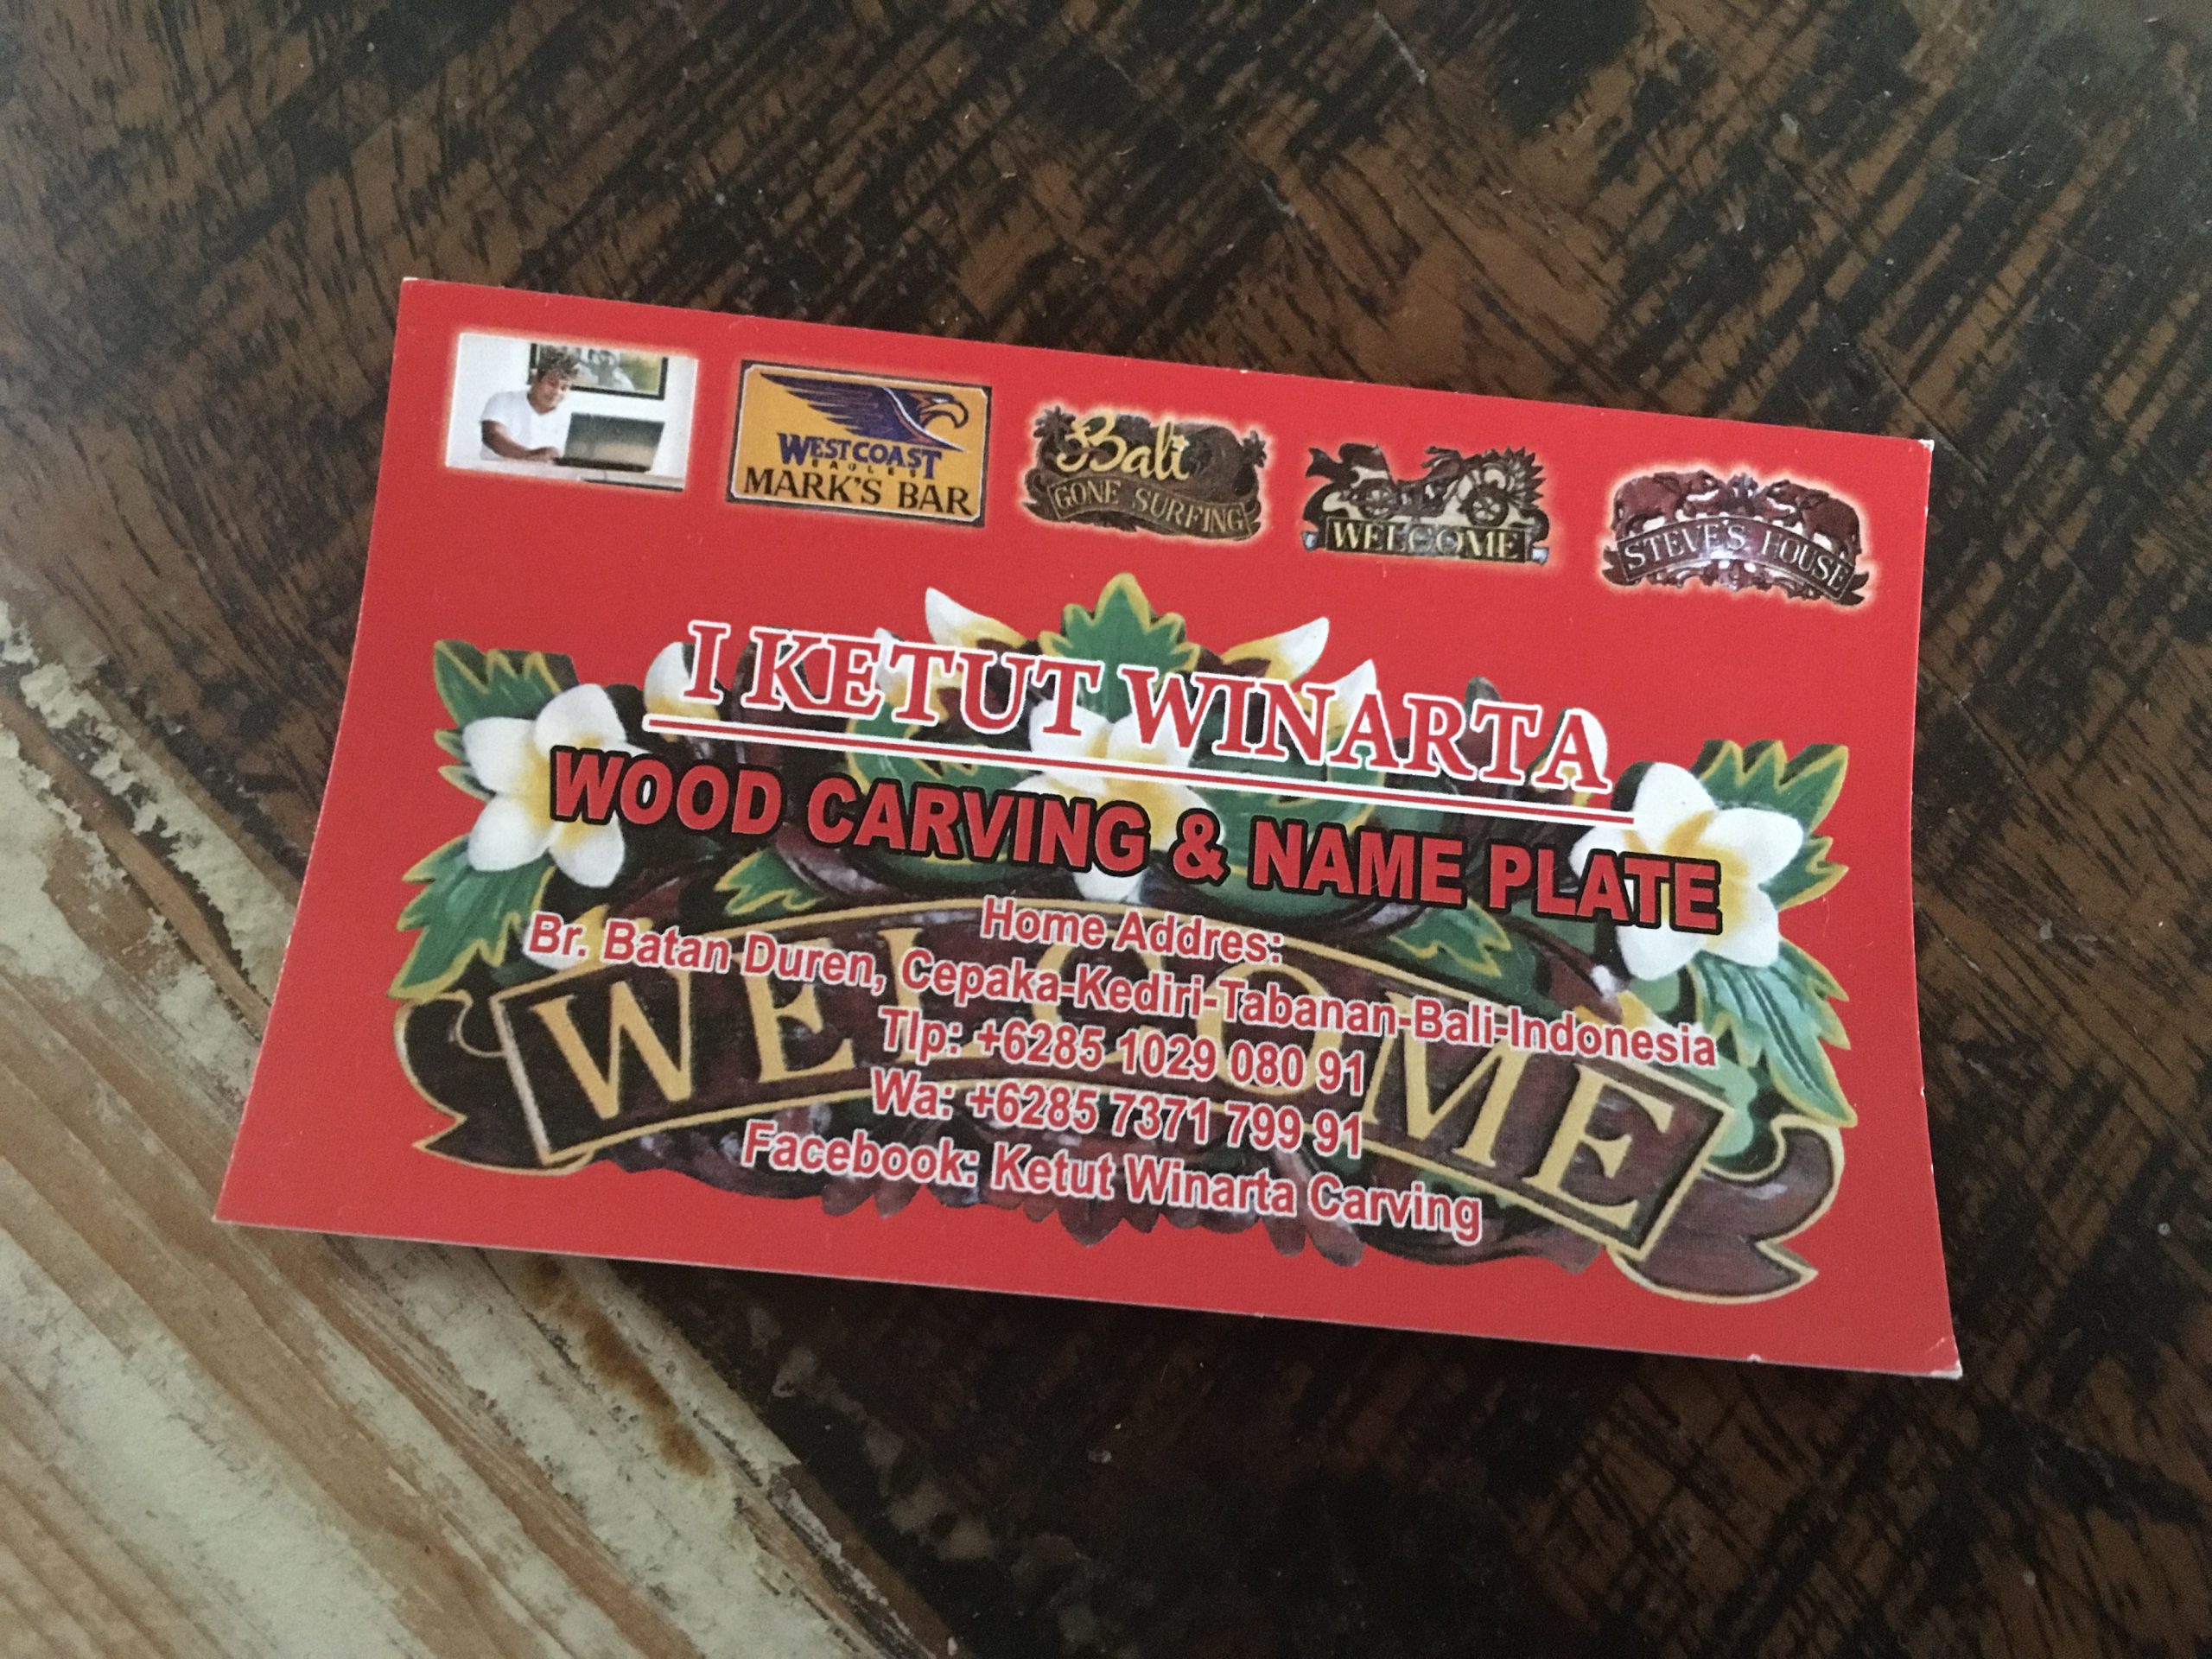 WEST COAST
EAGLES
MARK'S BAR
Bali
GONE SURFING
WELCOME
STEVE'S HOUSE
I KETUT WINARTA
WOOD CARVING & NAME PLATE
Home Addres:
Br. Batan Duren, Cepaka-Kediri-Tabanan-Bali-Indonesia
Tlp: +6285 1029 080 91
Wa: +6285 7371 799 91
Facebook: Ketut Winarta Carving
WELCOME